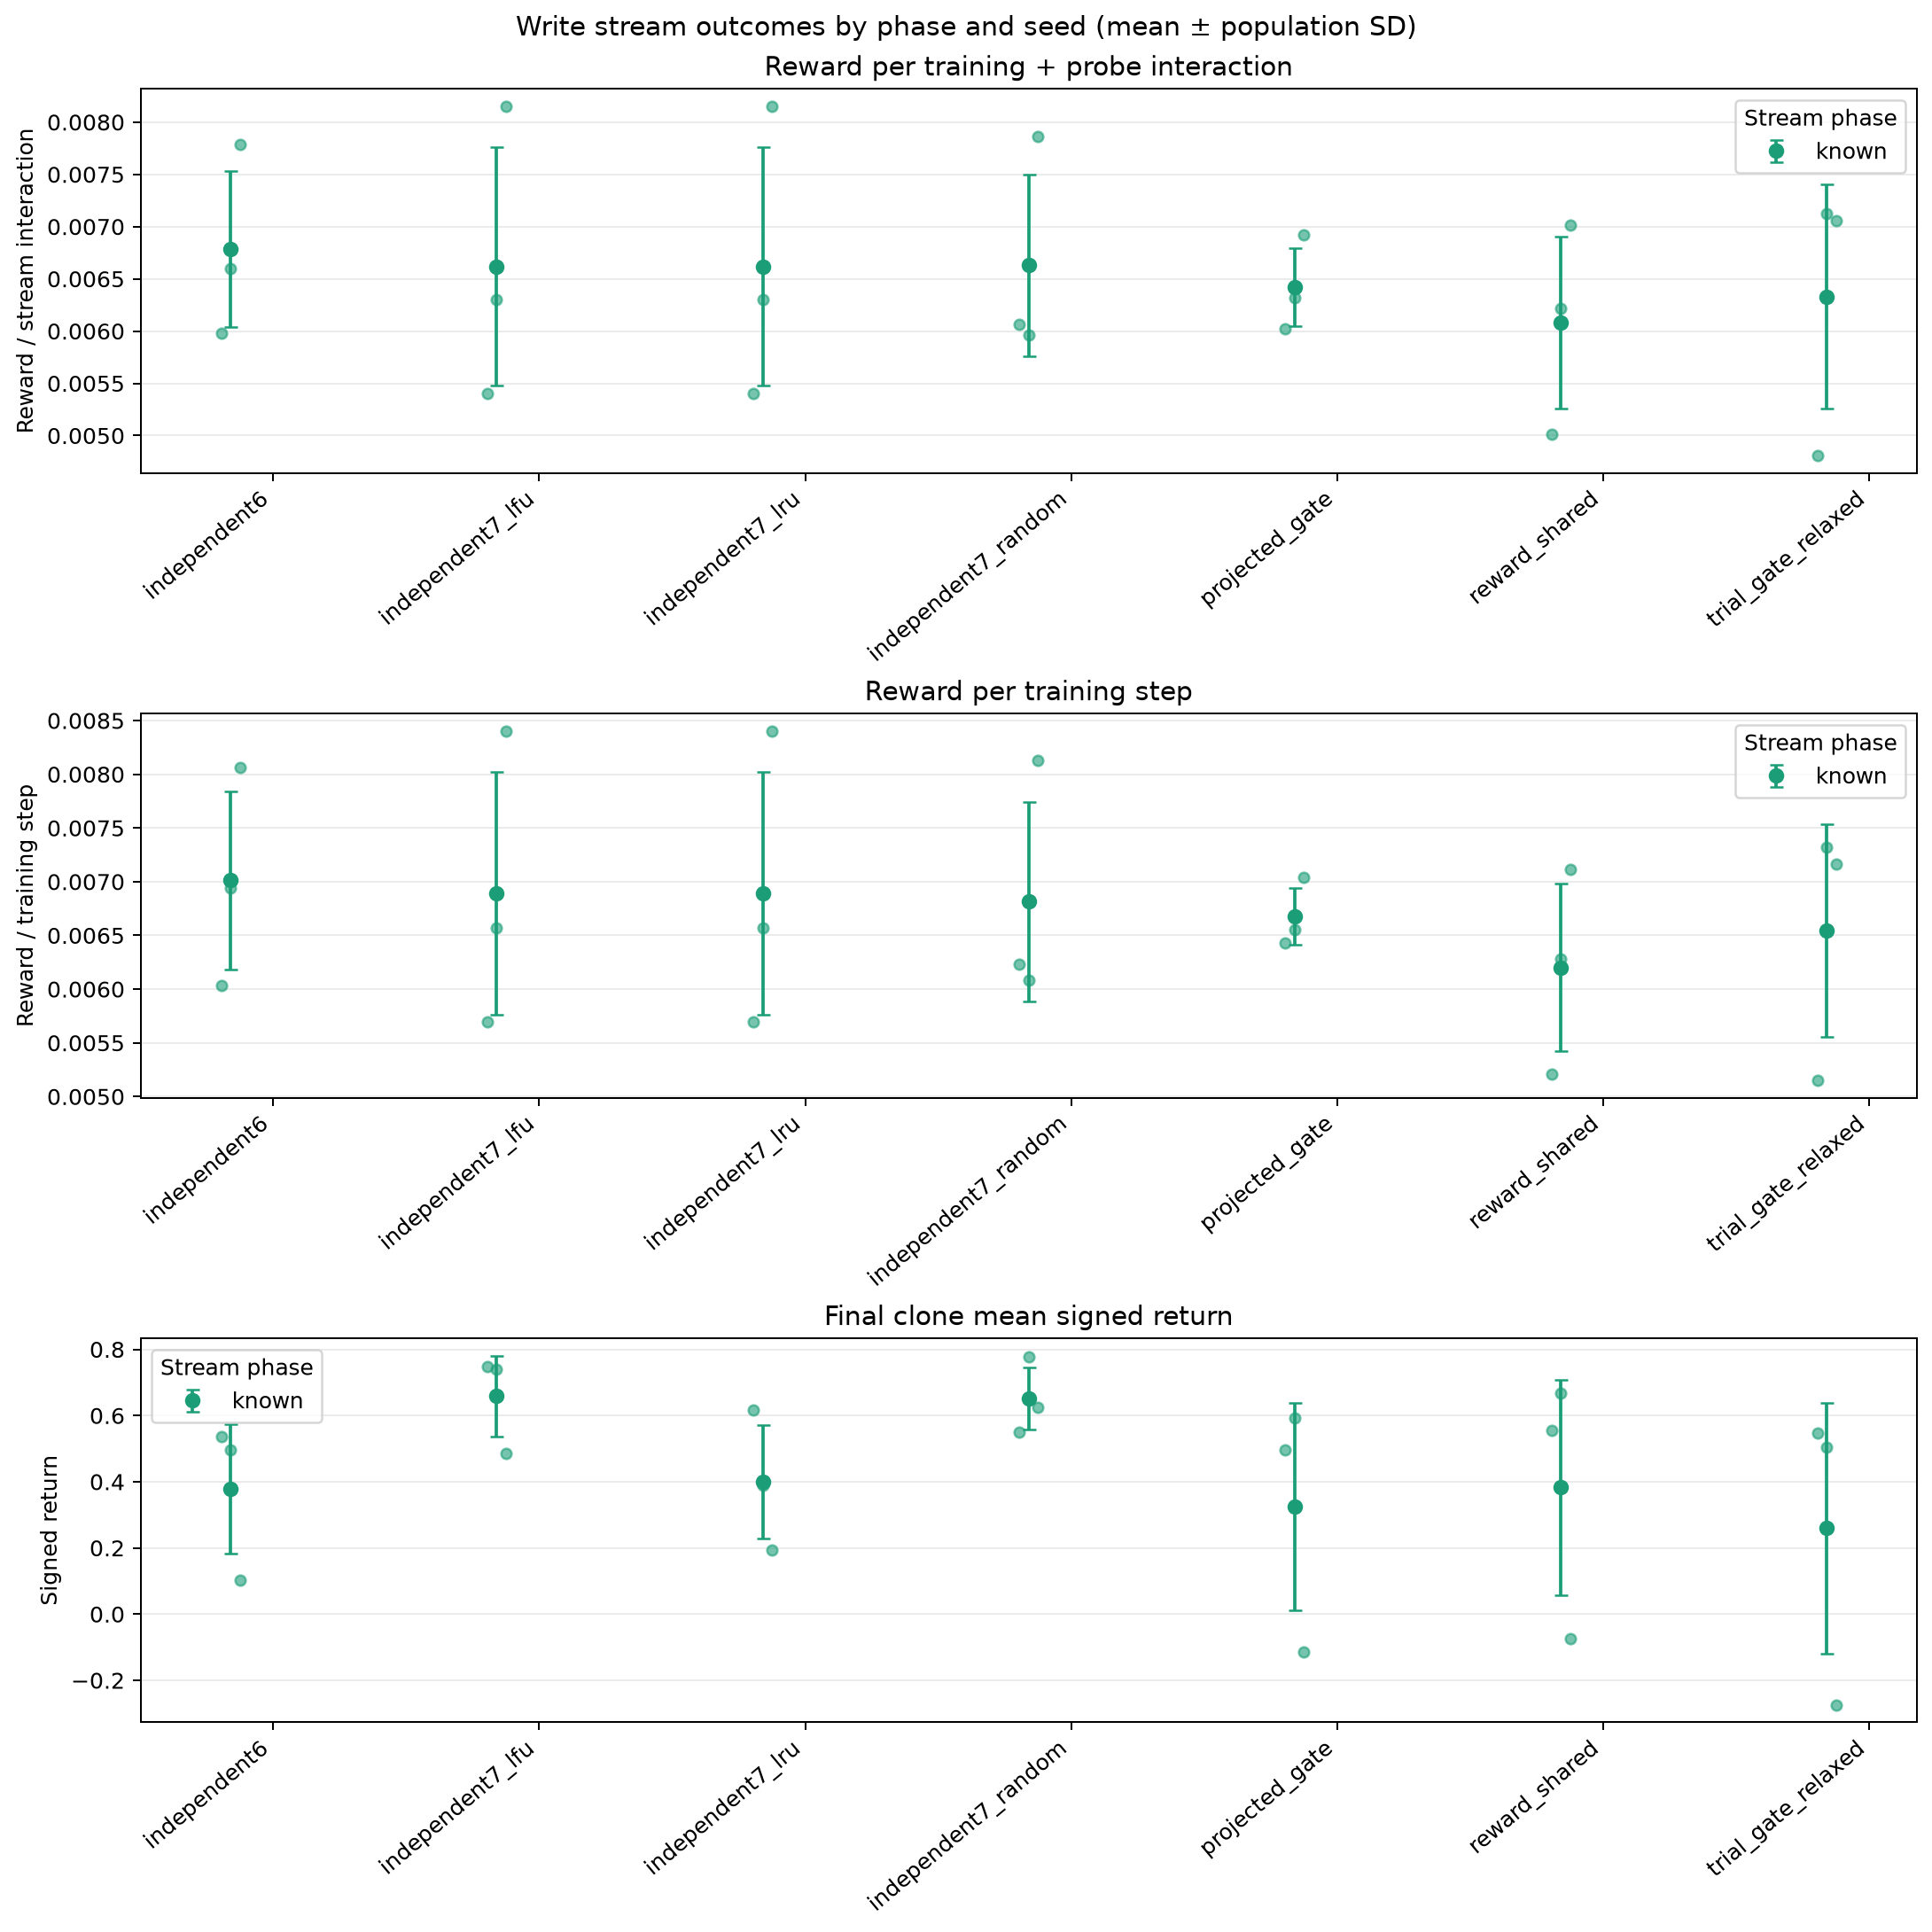 Write stream outcomes by phase and seed (mean ± population SD)
Reward per training + probe interaction
Reward / stream interaction
0.0080
0.0075
0.0070
0.0065
0.0060
0.0055
0.0050
Stream phase
known
independent6
independent7_lfu
independent7_lru
independent7_random
projected_gate
reward_shared
trial_gate_relaxed
Reward per training step
Reward / training step
0.0085
0.0080
0.0075
0.0070
0.0065
0.0060
0.0055
0.0050
Stream phase
known
independent6
independent7_lfu
independent7_lru
independent7_random
projected_gate
reward_shared
trial_gate_relaxed
Final clone mean signed return
Signed return
0.8
0.6
0.4
0.2
0.0
−0.2
Stream phase
known
independent6
independent7_lfu
independent7_lru
independent7_random
projected_gate
reward_shared
trial_gate_relaxed